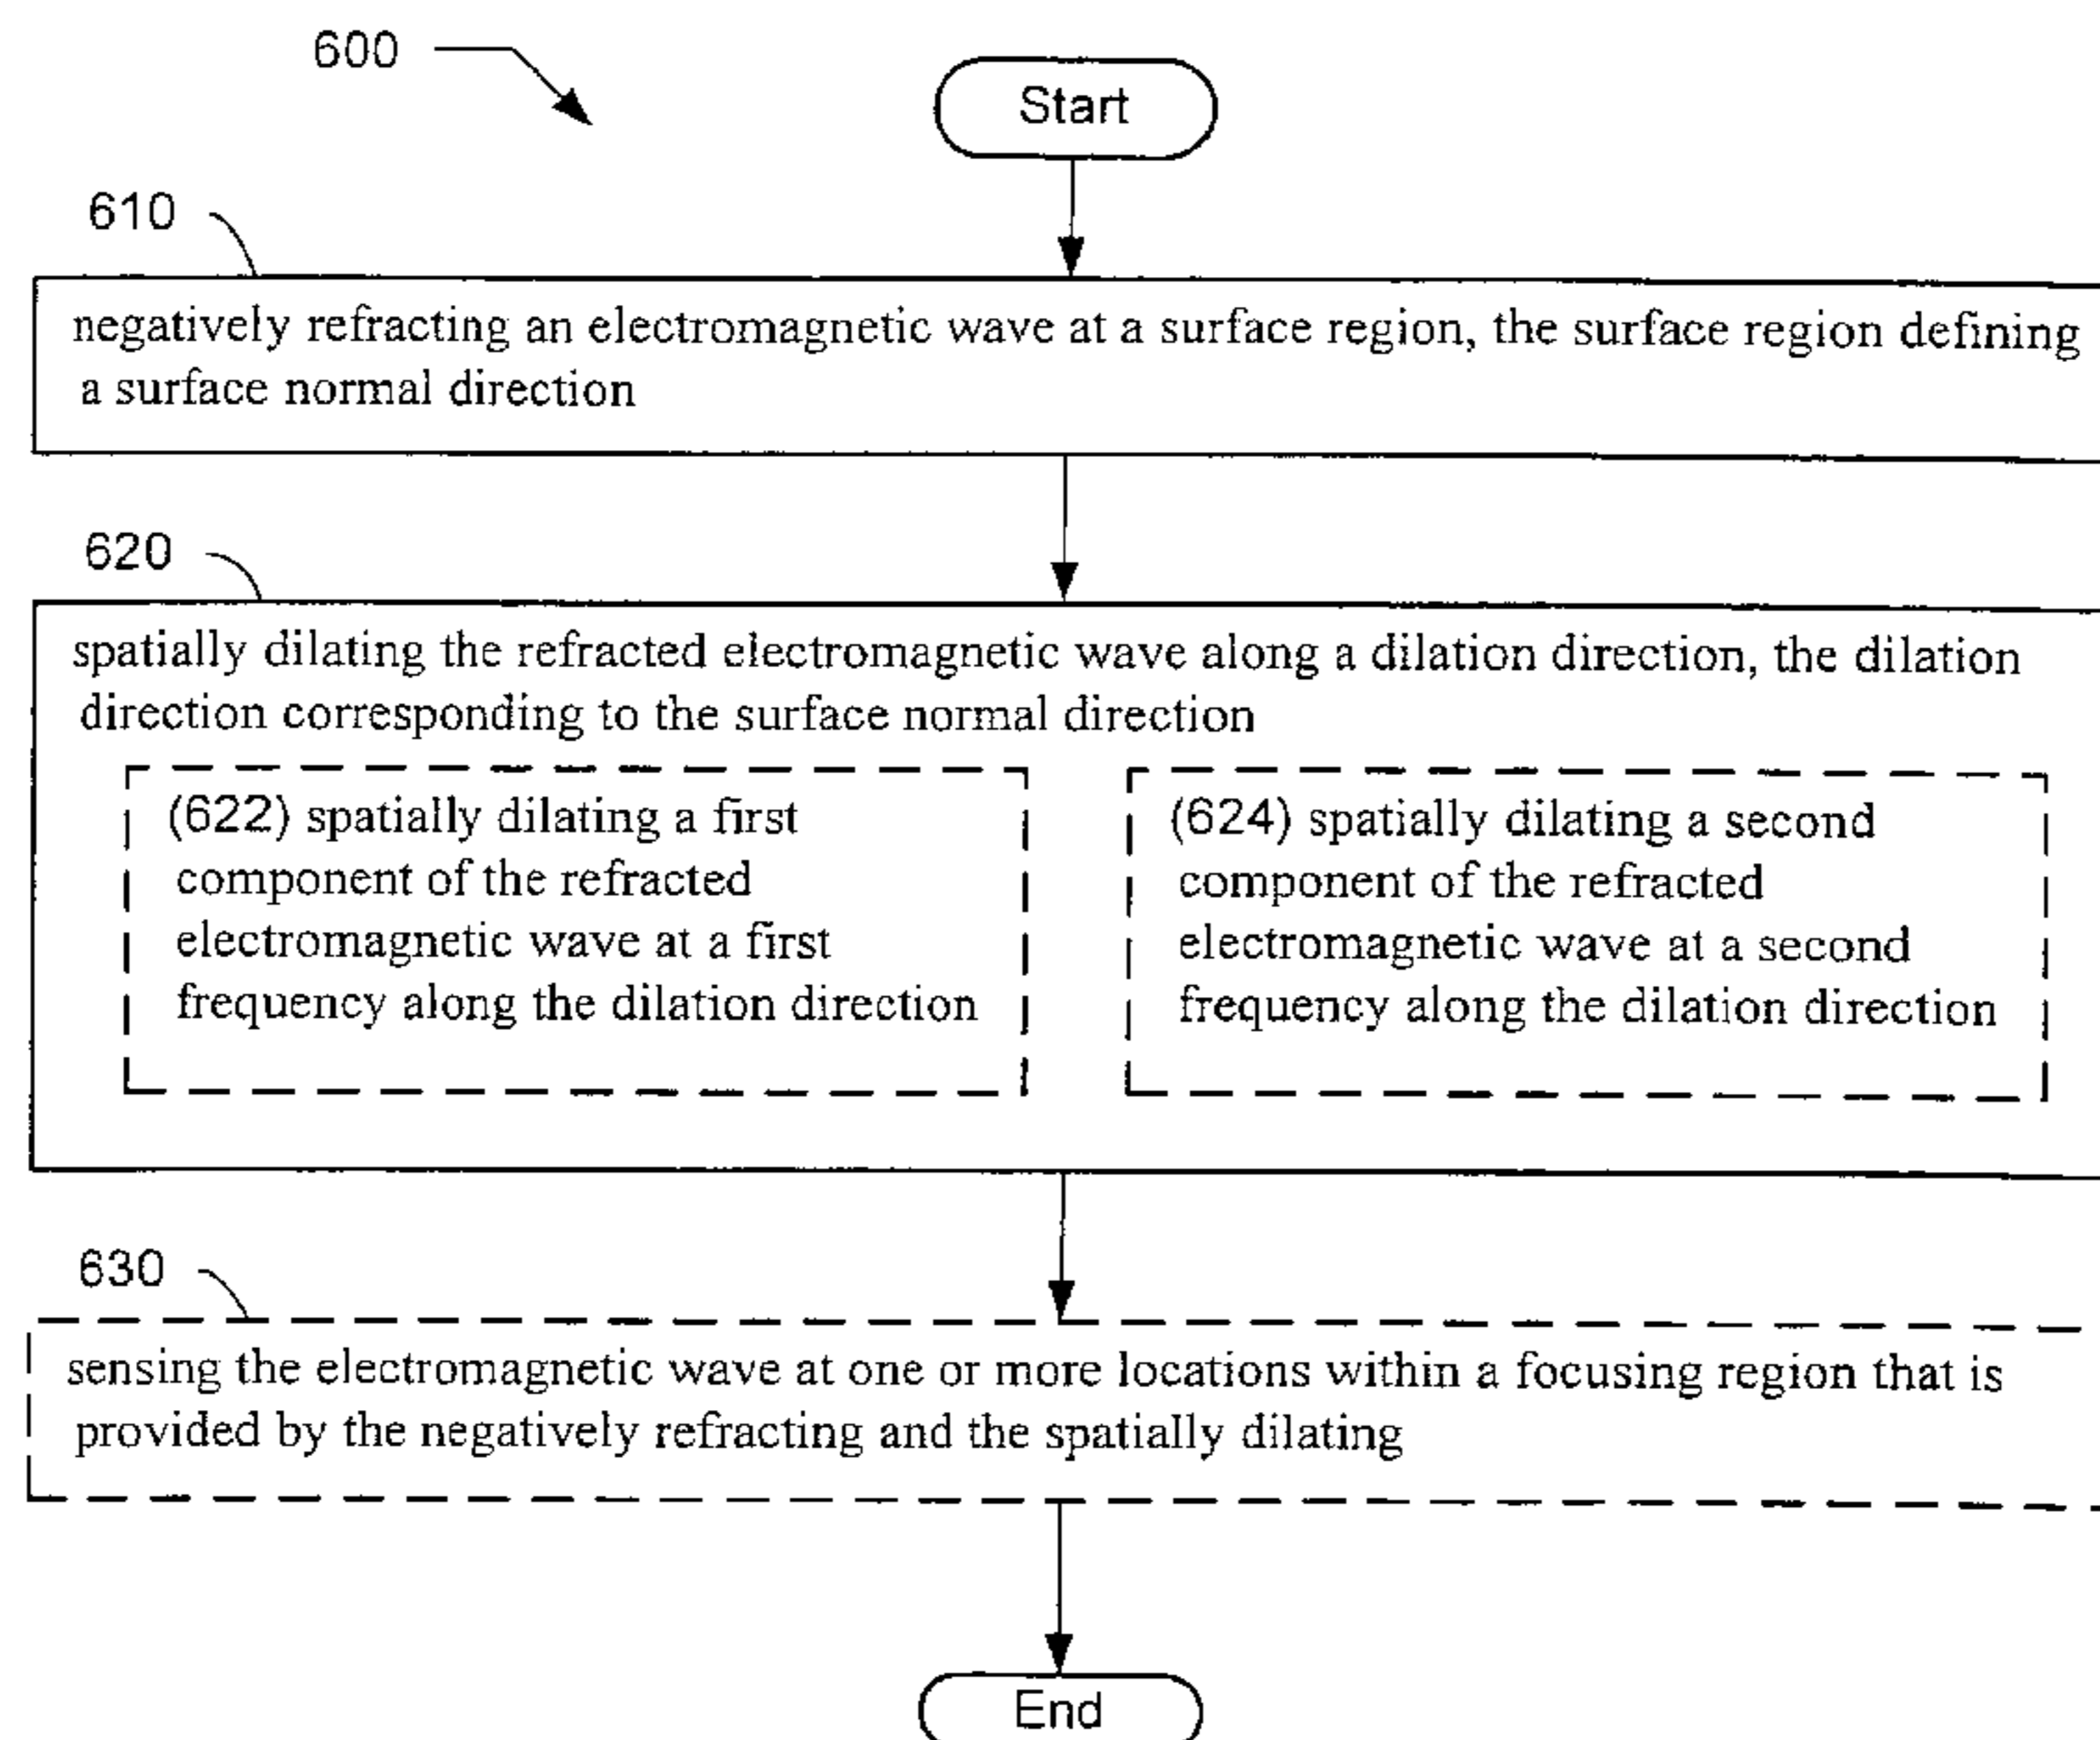 600
Start
610
negatively refracting an electromagnetic wave at a surface region, the surface region defining
a surface normal direction
620
spatially dilating the refracted electromagnetic wave along a dilation direction, the dilation
direction corresponding to the surface normal direction
(622) spatially dilating a first
component of the refracted
electromagnetic wave at a first
frequency along the dilation direction
(624) spatially dilating a second
component of the refracted
electromagnetic wave at a second
frequency along the dilation direction
630
sensing the electromagnetic wave at one or more locations within a focusing region that is
provided by the negatively refracting and the spatially dilating
End